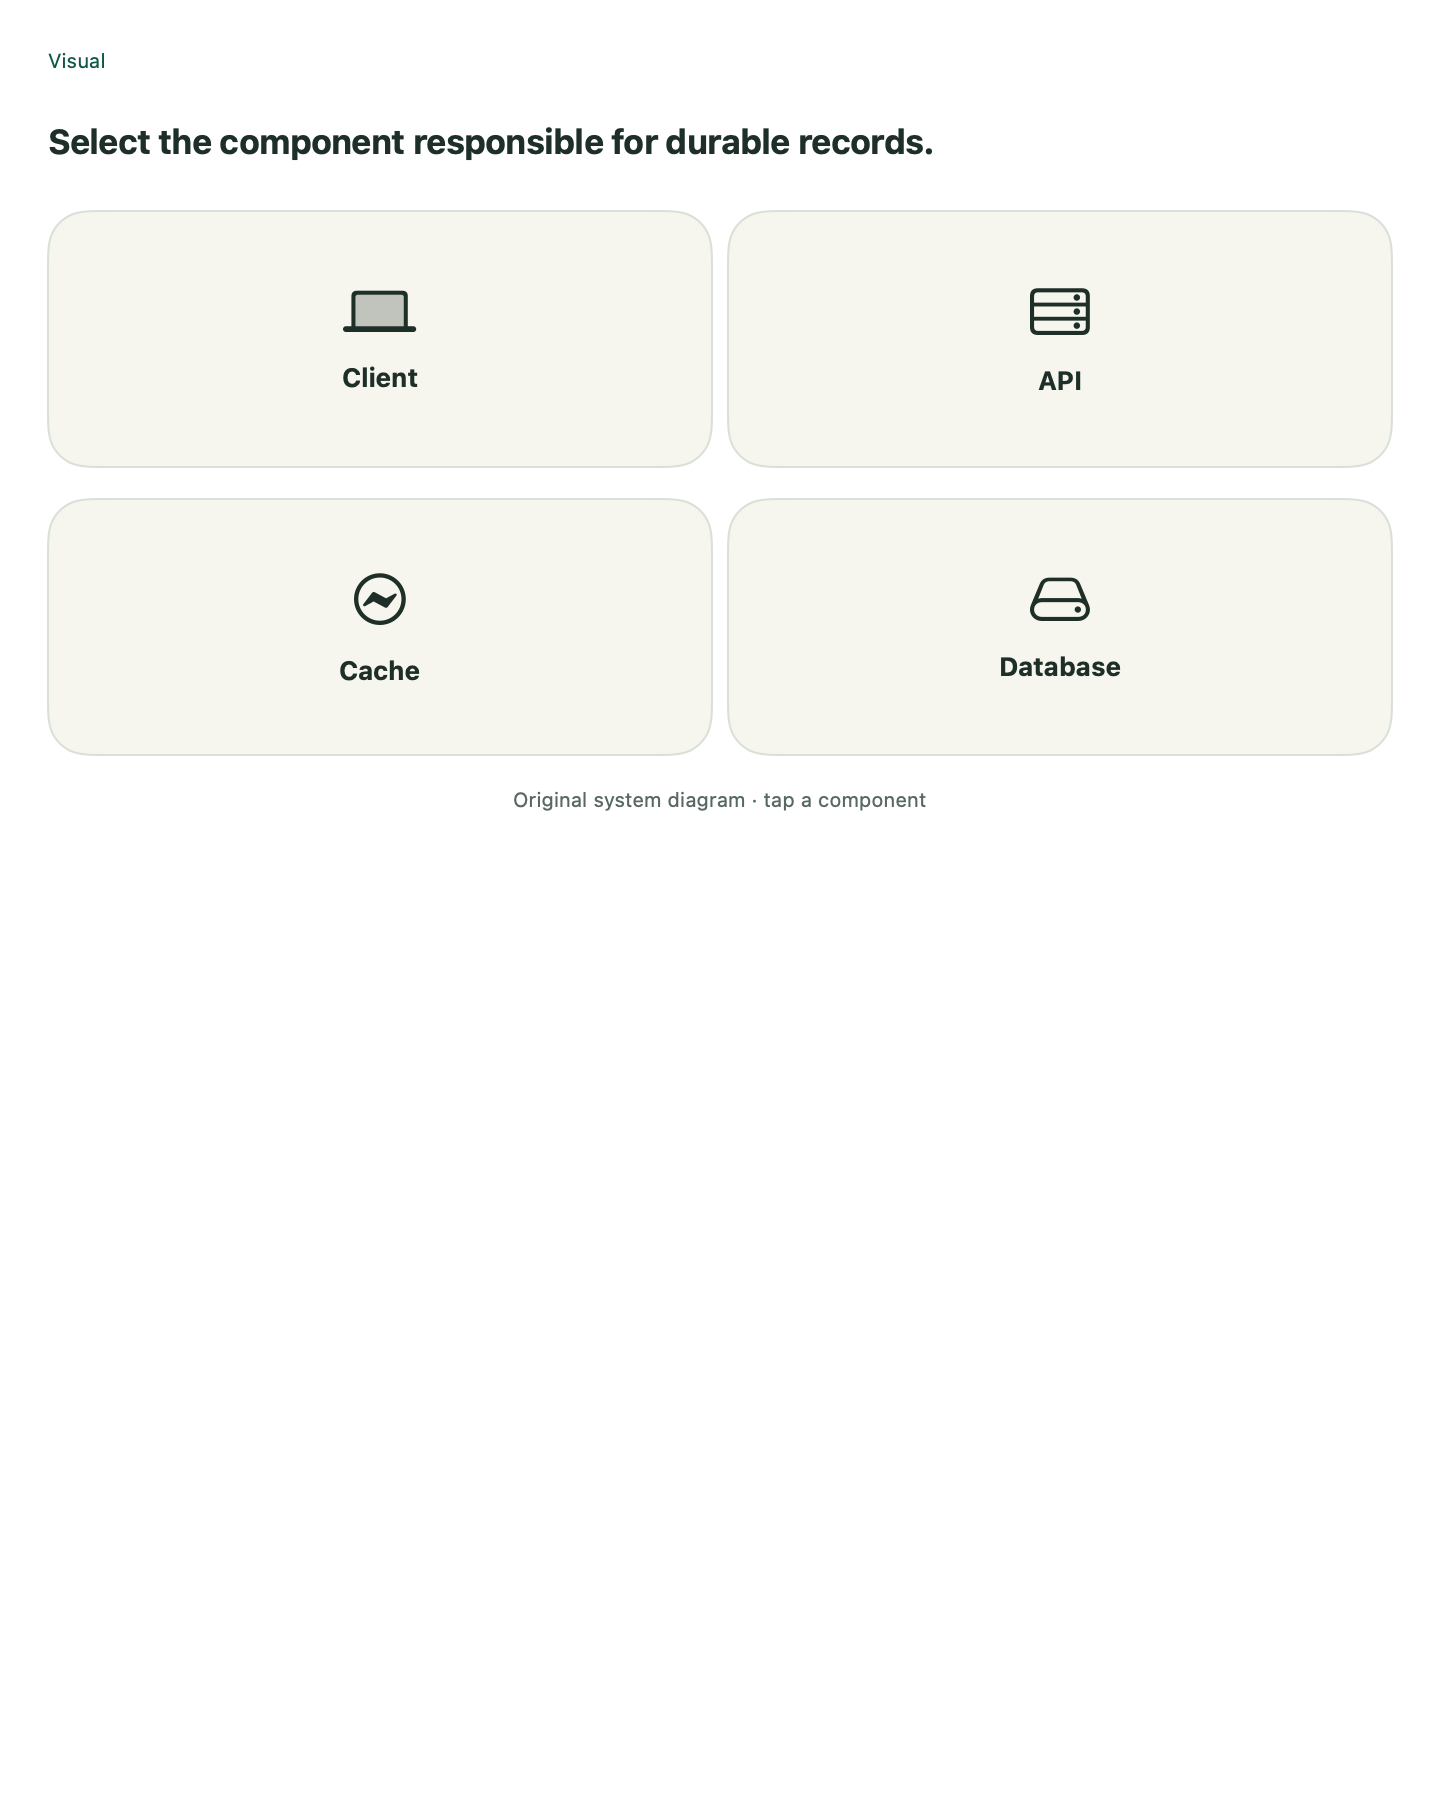 Visual
Select the component responsible for durable records.
Client
API
Cache
Database
Original system diagram · tap a component